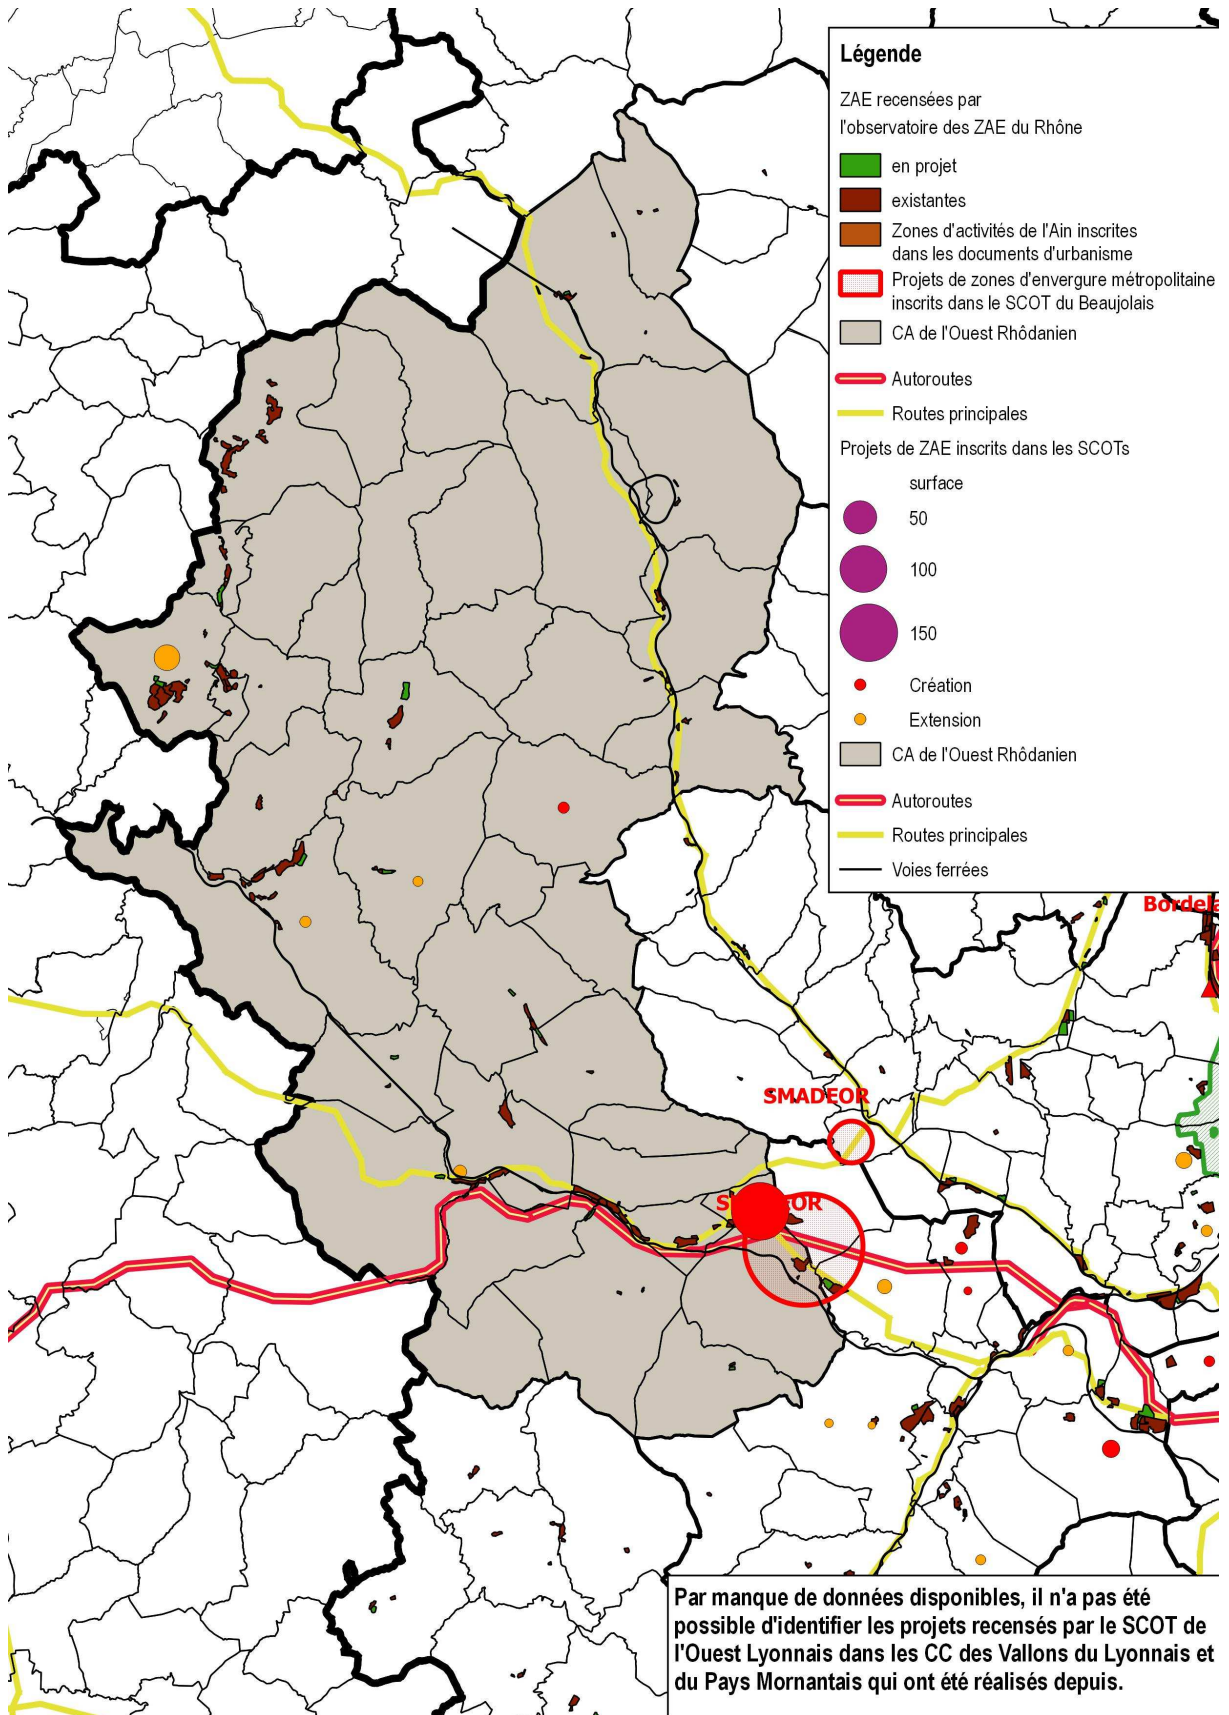 Légende
ZAE recensées par
l'observatoire des ZAE du Rhône
en projet
existantes
Zones d'activités de l'Ain inscrites
dans les documents d'urbanisme
Projets de zones d'envergure métropolitaine
inscrits dans le SCOT du Beaujolais
CA de l'Ouest Rhôdanien
Autoroutes
Routes principales
Projets de ZAE inscrits dans les SCOTs
surface
50
100
150
Création
Extension
CA de l'Ouest Rhôdanien
Autoroutes
Routes principales
Voies ferrées
Bordela
SMADEOR
S EOR
Par manque de données disponibles, il n'a pas été
possible d'identifier les projets recensés par le SCOT de
l'Ouest Lyonnais dans les CC des Vallons du Lyonnais et
du Pays Mornantais qui ont été réalisés depuis.